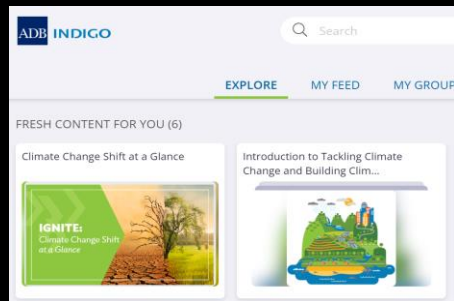 ADB INDIGO
Search
EXPLORE MY FEED MY GROUP
FRESH CONTENT FOR YOU (6)
Climate Change Shift at a Glance
IGNITE:
Climate Change Shift
at a Glance
Introduction to Tackling Climate
Change and Building Clim...